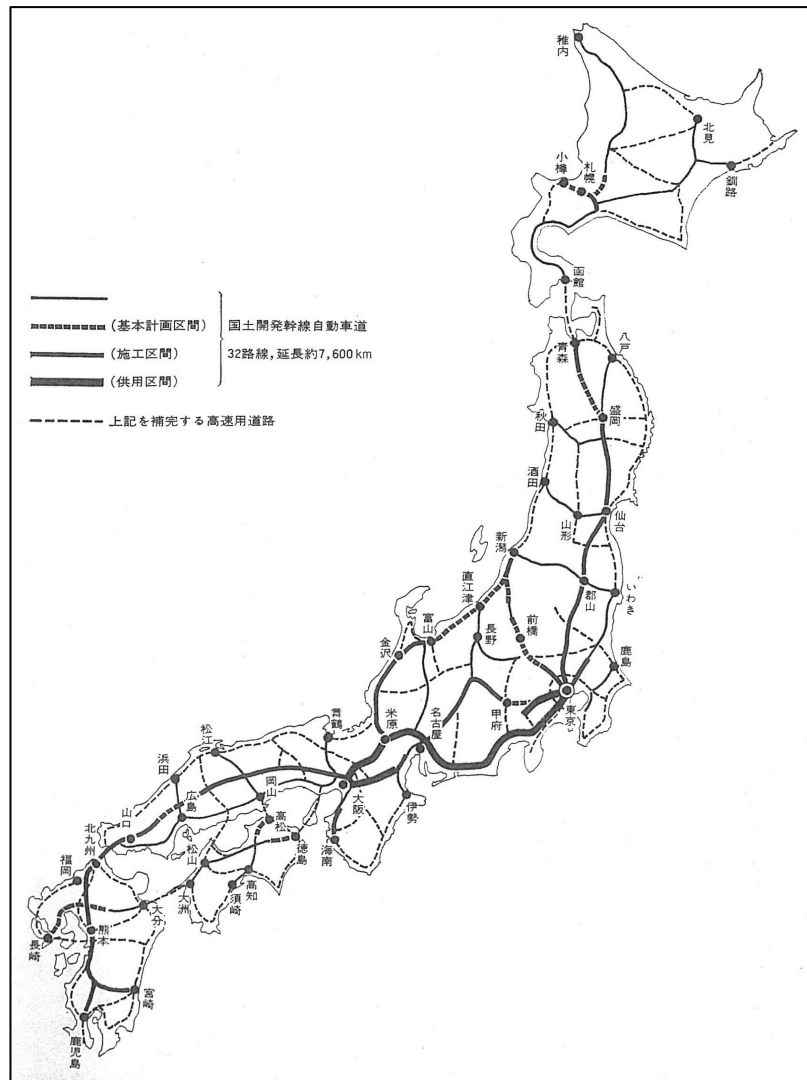 稚内
北見
小樽
札幌
釧路
函館
(基本計画区間)
国土開発幹線自動車道
(施工区間)
32路線,延長約7,600km
(供用区間)
上記を補完する高速用道路
青森
八戸
秋田
盛岡
酒田
山形
仙台
新潟
直江津
郡山
いわき
富山
長野
前橋
金沢
鹿島
舞鶴
米原
名古屋
甲府
東京
松江
浜田
広島
岡山
大阪
伊勢
山口
高松
北九州
松山
徳島
海南
福岡
大洲
須崎
高知
大分
長崎
熊本
宮崎
鹿児島